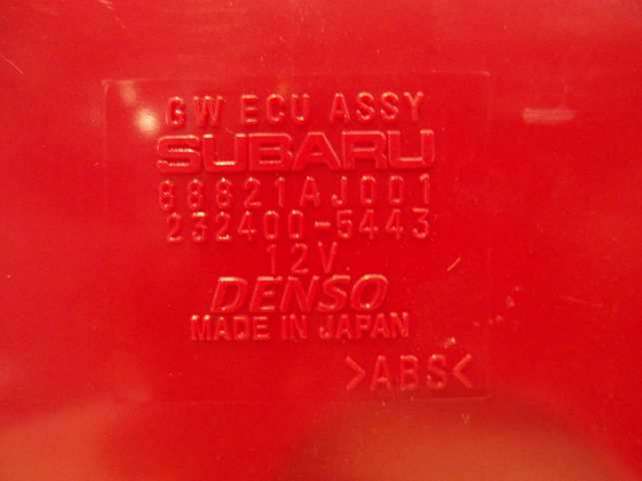 GW ECU ASSY
SUBARU
88821AJ001
232400-5443
12V
DENSO
MADE IN JAPAN
>ABS<